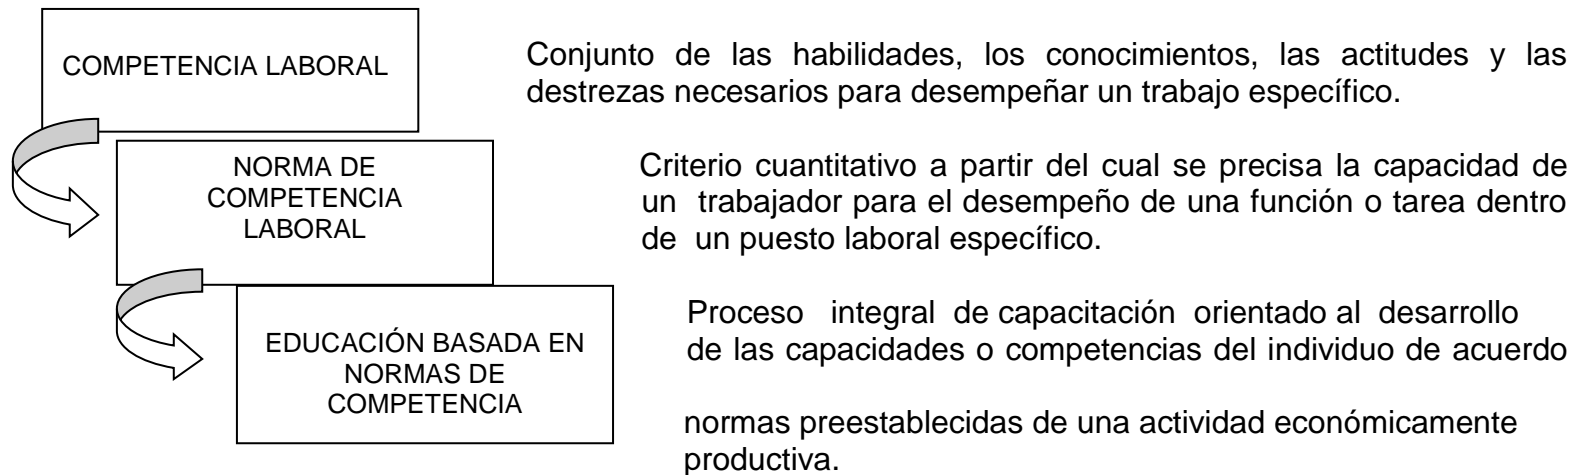 COMPETENCIA LABORAL
Conjunto de las habilidades, los conocimientos, las actitudes y las
destrezas necesarios para desempeñar un trabajo específico.
NORMA DE
COMPETENCIA
LABORAL
Criterio cuantitativo a partir del cual se precisa la capacidad de
un trabajador para el desempeño de una función o tarea dentro
de un puesto laboral específico.
EDUCACIÓN BASADA EN
NORMAS DE
COMPETENCIA
Proceso integral de capacitación orientado al desarrollo
de las capacidades o competencias del individuo de acuerdo
normas preestablecidas de una actividad económicamente
productiva.